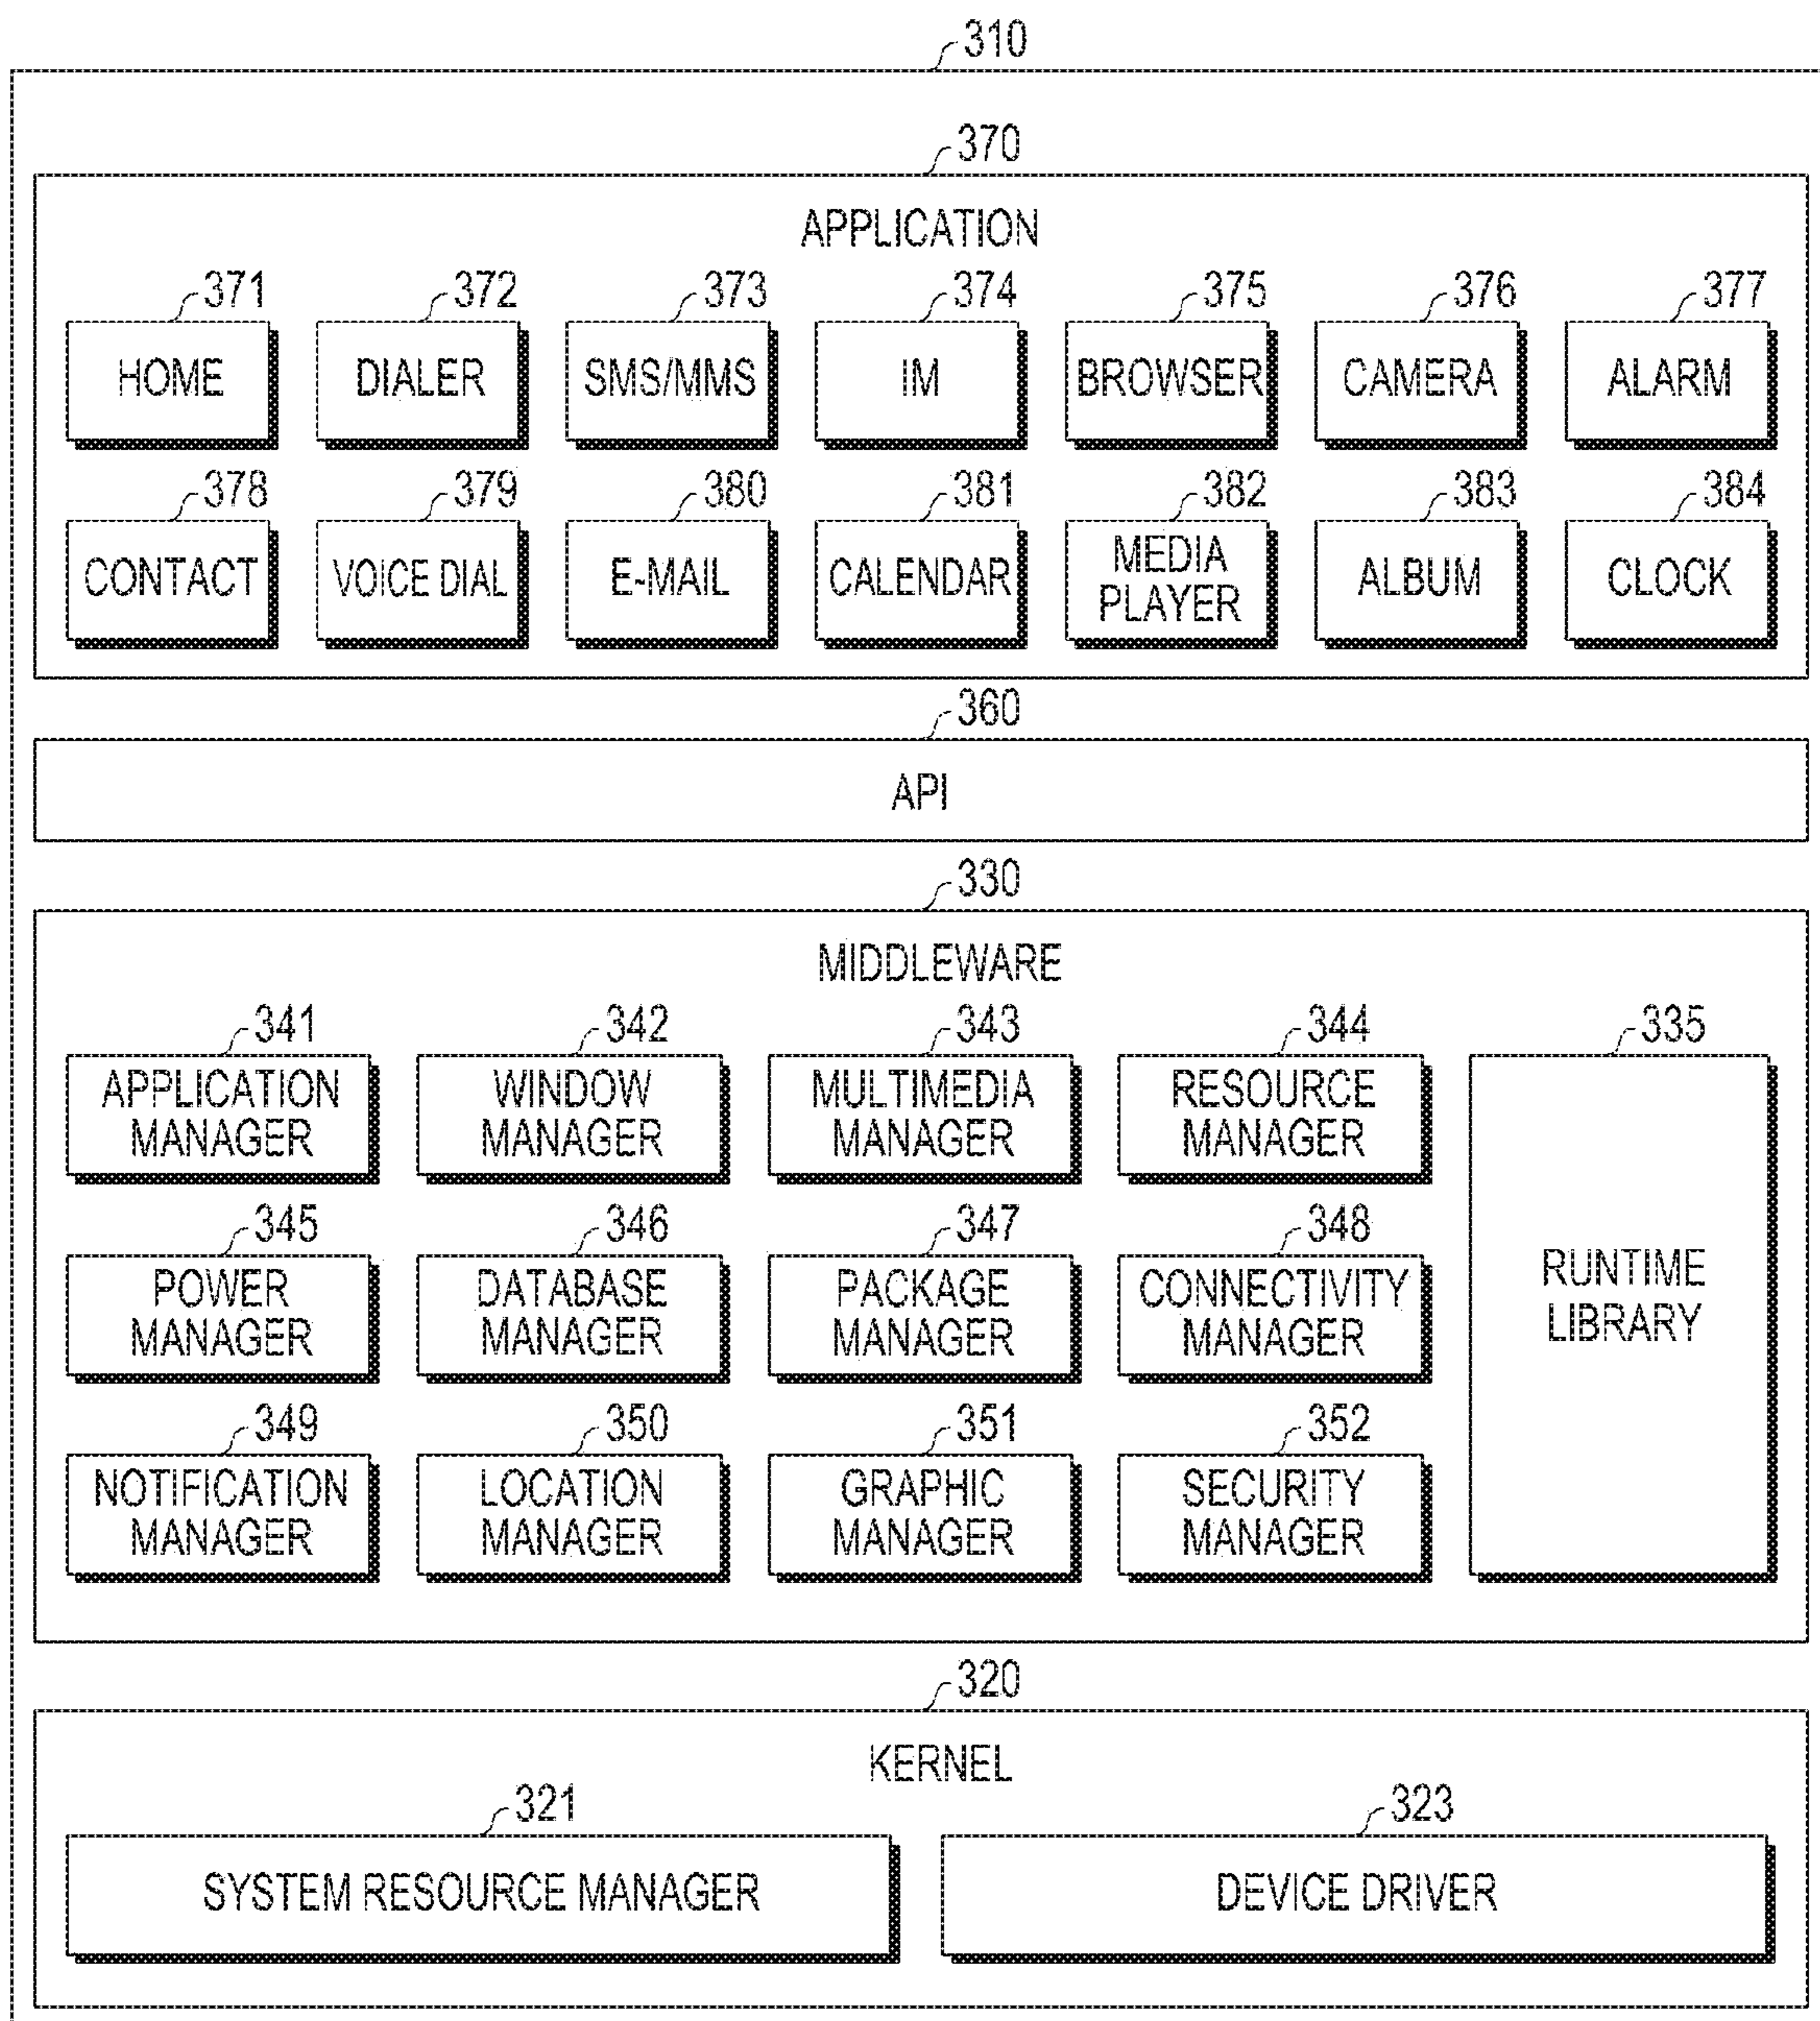 310
370
APPLICATION
371 372 373 374 375 376 377
HOME DIALER SMS/MMS IM BROWSER CAMERA ALARM
378 379 380 381 382 383 384
CONTACT VOICE DIAL E-MAIL CALENDAR MEDIA PLAYER ALBUM CLOCK
360
API
330
MIDDLEWARE
341 342 343 344 335
APPLICATION MANAGER WINDOW MANAGER MULTIMEDIA MANAGER RESOURCE MANAGER
345 346 347 348
POWER MANAGER DATABASE MANAGER PACKAGE MANAGER CONNECTIVITY MANAGER RUNTIME LIBRARY
349 350 351 352
NOTIFICATION MANAGER LOCATION MANAGER GRAPHIC MANAGER SECURITY MANAGER
320
KERNEL
321 323
SYSTEM RESOURCE MANAGER DEVICE DRIVER